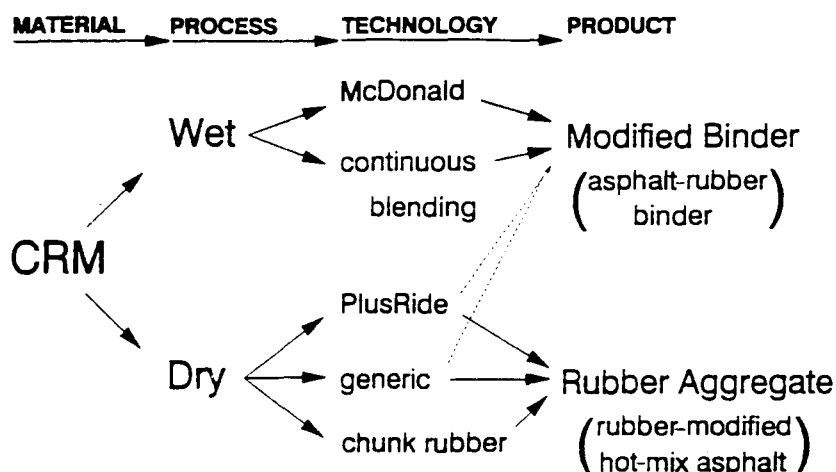 MATERIAL PROCESS TECHNOLOGY PRODUCT
McDonald
Wet
Modified Binder
continuous
blending
(asphalt-rubber
binder)
CRM
PlusRide
Dry
generic
Rubber Aggregate
chunk rubber
(rubber-modified
hot-mix asphalt)